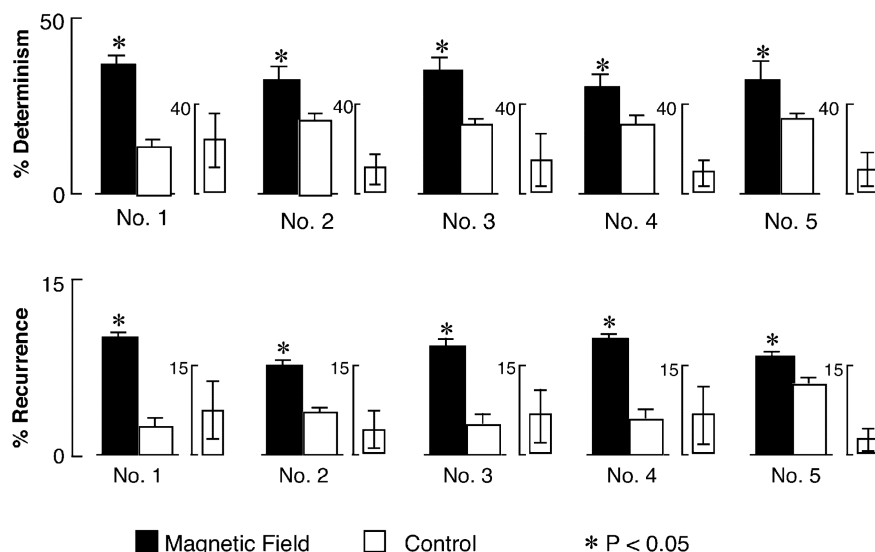 50
% Determinism
0
*
*
*
*
*
40
40
40
40
40
No. 1
No. 2
No. 3
No. 4
No. 5
15
% Recurrence
0
*
*
*
*
*
15
15
15
15
15
No. 1
No. 2
No. 3
No. 4
No. 5
Magnetic Field Control * P < 0.05